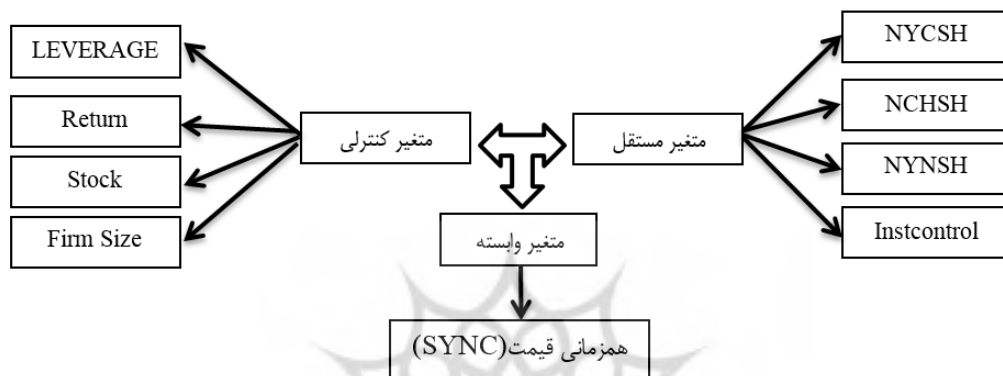 LEVERAGE
Return
Stock
Firm Size
متغیر کنترلی
متغیر مستقل
NYCSH
NCHSH
NYNSH
Instcontrol
متغیر وابسته
همزمانی قیمت(SYNC)